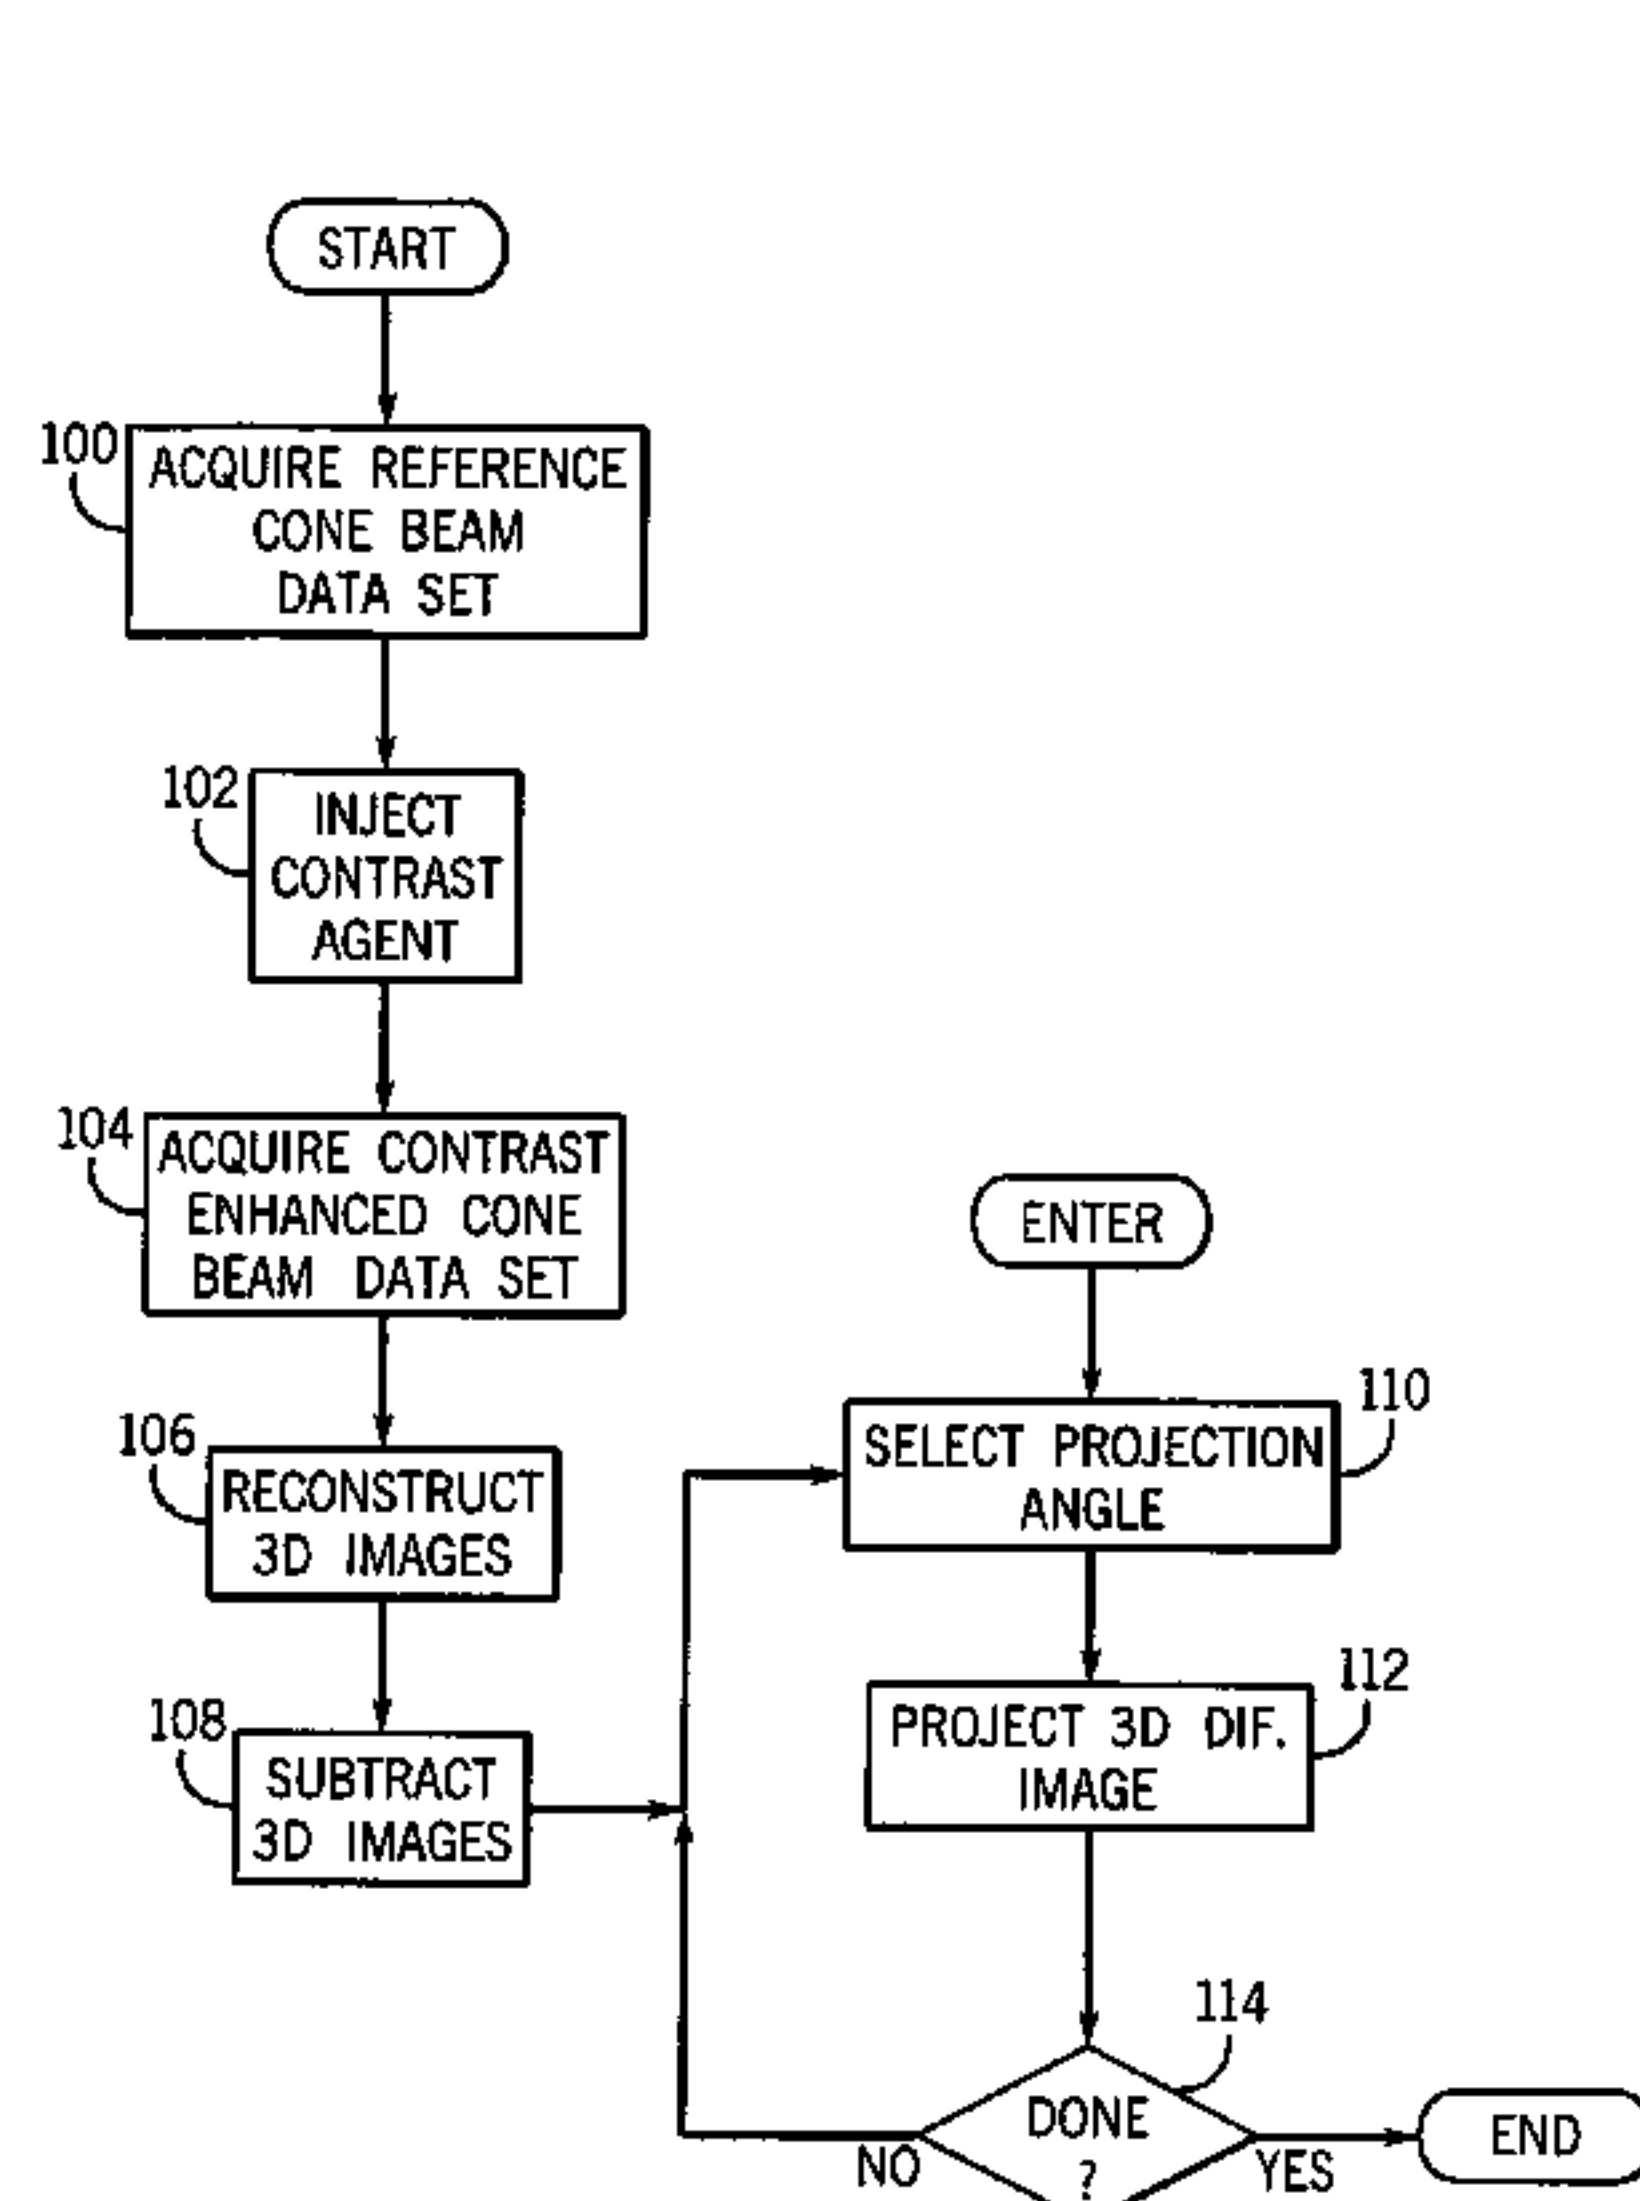 START
100
ACQUIRE REFERENCE
CONE BEAM
DATA SET
102
INJECT
CONTRAST
AGENT
104
ACQUIRE CONTRAST
ENHANCED CONE
BEAM DATA SET
106
RECONSTRUCT
3D IMAGES
108
SUBTRACT
3D IMAGES
ENTER
110
SELECT PROJECTION
ANGLE
112
PROJECT 3D DIF.
IMAGE
114
DONE
?
NO
YES
END